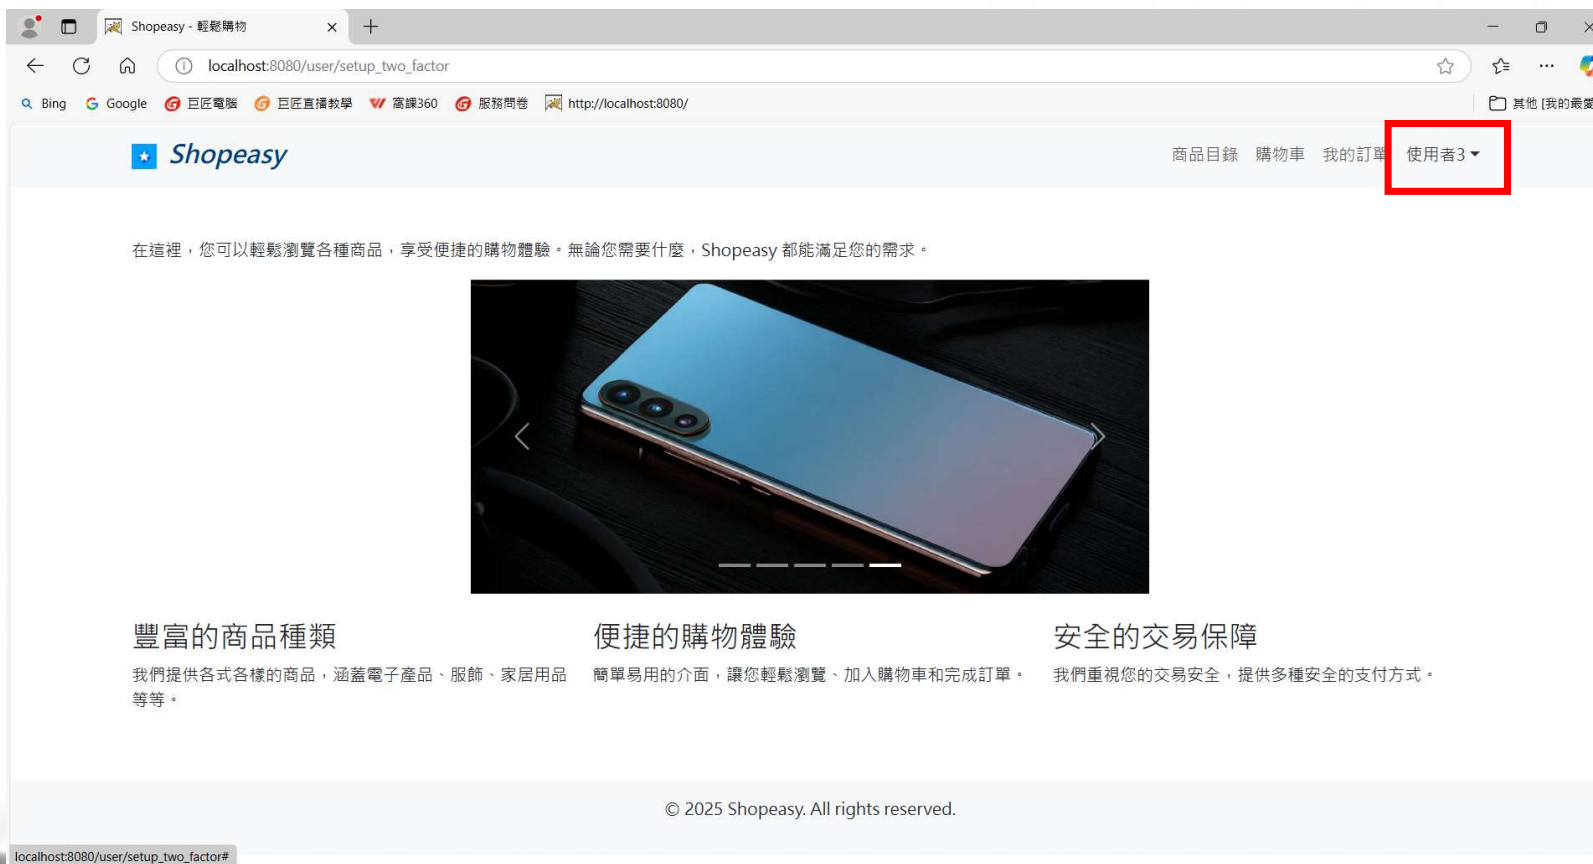 Shopeasy - 輕鬆購物
localhost:8080/user/setup_two_factor
Bing Google 巨匠電腦 巨匠直播教學 窩課360 服務問卷 http://localhost:8080/ 其他 [我的最愛
Shopeasy 商品目錄 購物車 我的訂單 使用者3
在這裡，您可以輕鬆瀏覽各種商品，享受便捷的購物體驗。無論您需要什麼，Shopeasy 都能滿足您的需求。
豐富的商品種類
我們提供各式各樣的商品，涵蓋電子產品、服飾、家居用品
等等。
便捷的購物體驗
簡單易用的介面，讓您輕鬆瀏覽、加入購物車和完成訂單。
安全的交易保障
我們重視您的交易安全，提供多種安全的支付方式。
© 2025 Shopeasy. All rights reserved.
localhost:8080/user/setup_two_factor#